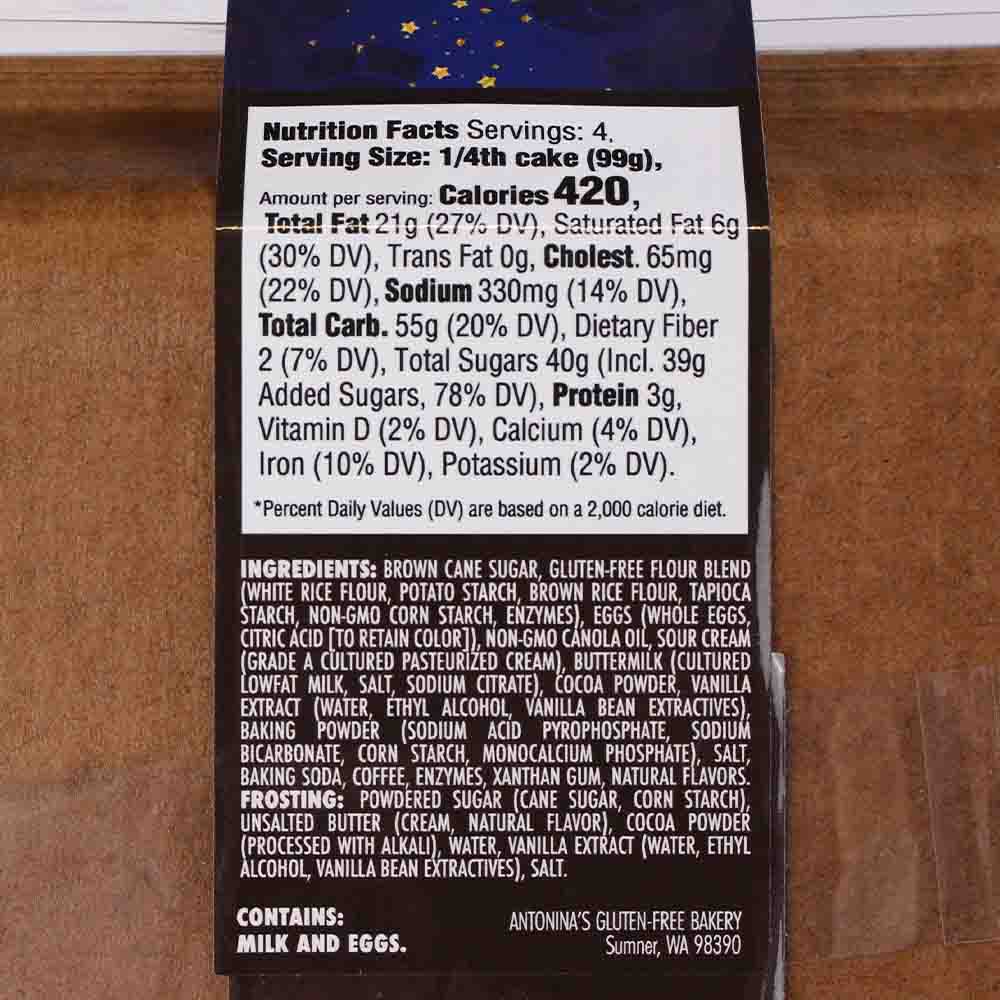 Nutrition Facts Servings: 4,
Serving Size: 1/4th cake (99g),
Amount per serving: Calories 420,
Total Fat 21g (27% DV), Saturated Fat 6g
(30% DV), Trans Fat 0g, Cholest. 65mg
(22% DV), Sodium 330mg (14% DV),
Total Carb. 55g (20% DV), Dietary Fiber
2 (7% DV), Total Sugars 40g (Incl. 39g
Added Sugars, 78% DV), Protein 3g,
Vitamin D (2% DV), Calcium (4% DV),
Iron (10% DV), Potassium (2% DV).
*Percent Daily Values (DV) are based on a 2,000 calorie diet.
INGREDIENTS: BROWN CANE SUGAR, GLUTEN-FREE FLOUR BLEND
(WHITE RICE FLOUR, POTATO STARCH, BROWN RICE FLOUR, TAPIOCA
STARCH, NON-GMO CORN STARCH, ENZYMES), EGGS (WHOLE EGGS,
CITRIC ACID [TO RETAIN COLOR]), NON-GMO CANOLA OIL, SOUR CREAM
(GRADE A CULTURED PASTEURIZED CREAM), BUTTERMILK (CULTURED
LOWFAT MILK, SALT, SODIUM CITRATE), COCOA POWDER, VANILLA
EXTRACT (WATER, ETHYL ALCOHOL, VANILLA BEAN EXTRACTIVES),
BAKING POWDER (SODIUM ACID PYROPHOSPHATE, SODIUM
BICARBONATE, CORN STARCH, MONOCALCIUM PHOSPHATE), SALT,
BAKING SODA, COFFEE, ENZYMES, XANTHAN GUM, NATURAL FLAVORS.
FROSTING: POWDERED SUGAR (CANE SUGAR, CORN STARCH),
UNSALTED BUTTER (CREAM, NATURAL FLAVOR), COCOA POWDER
(PROCESSED WITH ALKALI), WATER, VANILLA EXTRACT (WATER, ETHYL
ALCOHOL, VANILLA BEAN EXTRACTIVES), SALT.
CONTAINS:
MILK AND EGGS.
ANTONINA'S GLUTEN-FREE BAKERY
Sumner, WA 98390